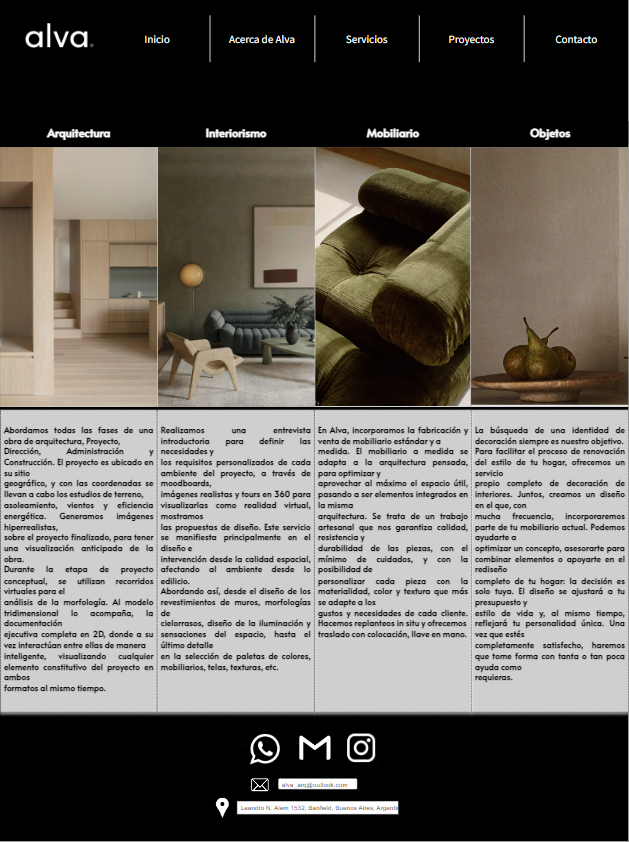 alva.
Inicio
Acerca de Alva
Servicios
Proyectos
Contacto
Arquitectura
Interiorismo
Mobiliario
Objetos
Abordamos todas las fases de una
obra de arquitectura, Proyecto,
Dirección, Administración y
Construcción. El proyecto es ubicado en
su sitio
geográfico, y con las coordenadas se
llevan a cabo los estudios de terreno,
asoleamiento, vientos y eficiencia
energética. Generamos imágenes
hiperrealistas,
sobre el proyecto finalizado, para tener
una visualización anticipada de la
obra.
Durante la etapa de proyecto
conceptual, se utilizan recorridos
virtuales para el
análisis de la morfología. Al modelo
tridimensional lo acompaña, la
documentación
ejecutiva completa en 2D, donde a su
vez interactúan entre ellas de manera
inteligente, visualizando cualquier
elemento constitutivo del proyecto en
ambos
formatos al mismo tiempo.
Realizamos una entrevista
introductoria para definir las
necesidades y
los requisitos personalizados de cada
ambiente del proyecto, a través de
moodboards,
imágenes realistas y tours en 360 para
visualizarlas como realidad virtual,
mostramos
las propuestas de diseño. Este servicio
se manifiesta principalmente en el
diseño e
intervención desde la calidad espacial,
afectando al ambiente desde lo
edilicio.
Abordando así, desde el diseño de los
revestimientos de muros, morfologías
de
cielorrasos, diseño de la iluminación y
sensaciones del espacio, hasta el
último detalle
en la selección de paletas de colores,
mobiliarios, telas, texturas, etc.
En Alva, incorporamos la fabricación y
venta de mobiliario estándar y a
medida. El mobiliario a medida se
adapta a la arquitectura pensada,
para optimizar y
aprovechar al máximo el espacio útil,
pasando a ser elementos integrados en
la misma
arquitectura. Se trata de un trabajo
artesanal que nos garantiza calidad,
resistencia y
durabilidad de las piezas, con el
mínimo de cuidados, y con la
posibilidad de
personalizar cada pieza con la
materialidad, color y textura que más
se adapte a los
gustos y necesidades de cada cliente.
Hacemos replanteos in situ y ofrecemos
traslado con colocación, llave en mano.
La búsqueda de una identidad de
decoración siempre es nuestro objetivo.
Para facilitar el proceso de renovación
del estilo de tu hogar, ofrecemos un
servicio
propio completo de decoración de
interiores. Juntos, creamos un diseño
en el que, con
mucha frecuencia, incorporaremos
parte de tu mobiliario actual. Podemos
ayudarte a
optimizar un concepto, asesorarte para
combinar elementos o apoyarte en el
rediseño
completo de tu hogar: la decisión es
solo tuya. El diseño se ajustará a tu
presupuesto y
estilo de vida y, al mismo tiempo,
reflejará tu personalidad única. Una
vez que estés
completamente satisfecho, haremos
que tome forma con tanta o tan poca
ayuda como
requieras.
alva_arq@outlook.com
Leandro N. Alem 1532, Banfield, Buenos Aires, Argenti